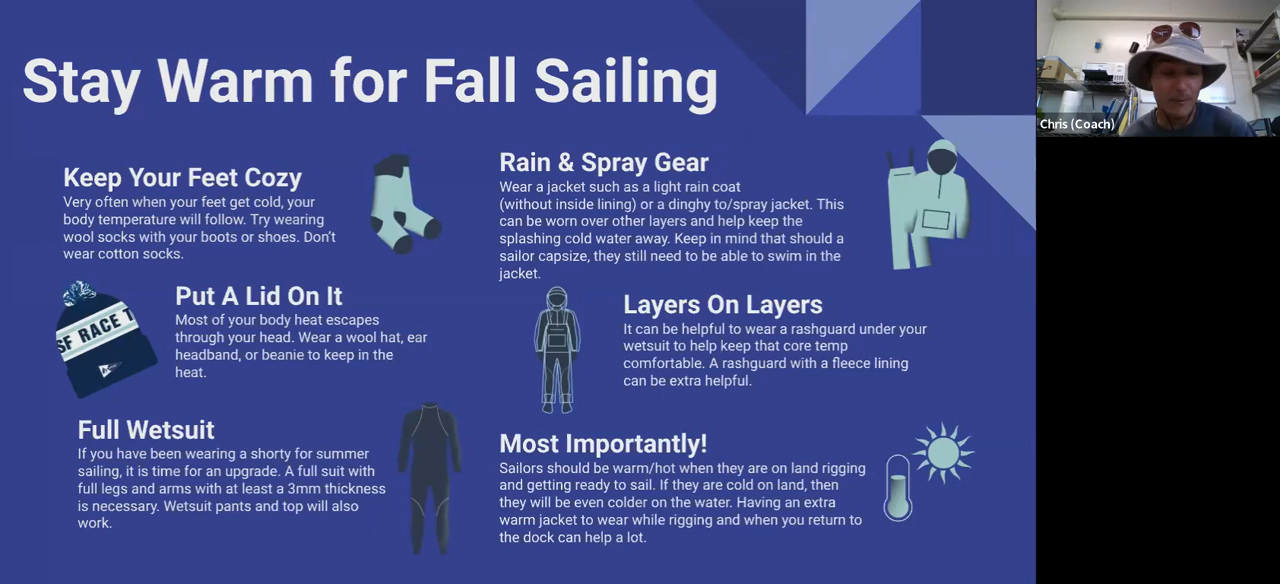 Stay Warm for Fall Sailing
Keep Your Feet Cozy
Very often when your feet get cold, your
body temperature will follow. Try wearing
wool socks with your boots or shoes. Don't
wear cotton socks.
Rain & Spray Gear
Wear a jacket such as a light rain coat
(without inside lining) or a dinghy to/spray jacket. This
can be worn over other layers and help keep the
splashing cold water away. Keep in mind that should a
sailor capsize, they still need to be able to swim in the
jacket.
SF RACE T
Put A Lid On It
Most of your body heat escapes
through your head. Wear a wool hat, ear
headband, or beanie to keep in the
heat.
Layers On Layers
It can be helpful to wear a rashguard under your
wetsuit to help keep that core temp
comfortable. A rashguard with a fleece lining
can be extra helpful.
Full Wetsuit
If you have been wearing a shorty for summer
sailing, it is time for an upgrade. A full suit with
full legs and arms with at least a 3mm thickness
is necessary. Wetsuit pants and top will also
work.
Most Importantly!
Sailors should be warm/hot when they are on land rigging
and getting ready to sail. If they are cold on land, then
they will be even colder on the water. Having an extra
warm jacket to wear while rigging and when you return to
the dock can help a lot.
Chris (Coach)